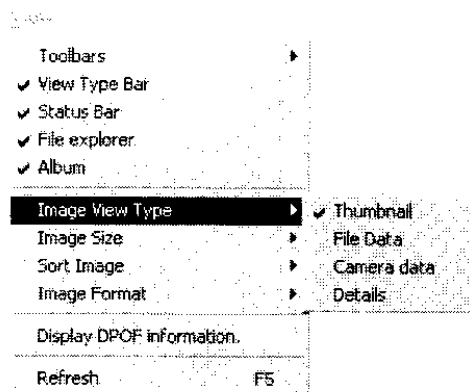 Toolbars
View Type Bar
Status Bar
File explorer
Album
Image View Type
Thumbnail
Image Size
File Data
Sort Image
Camera data
Image Format
Details
Display DPOF information.
Refresh F5